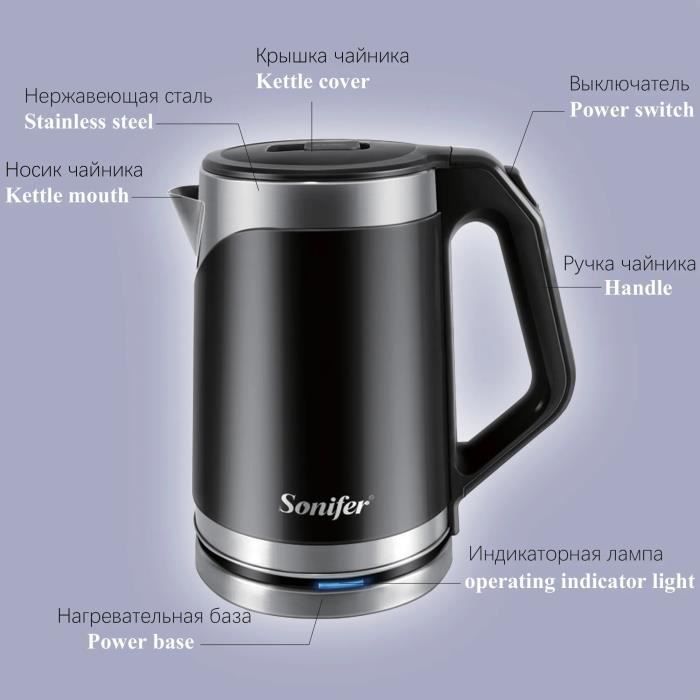 Крышка чайника
Kettle cover
Выключатель
Power switch
Нержавеющая сталь
Stainless steel
Носик чайника
Kettle mouth
Ручка чайника
Handle
Sonifer®
Индикаторная лампа
operating indicator light
Нагревательная база
Power base